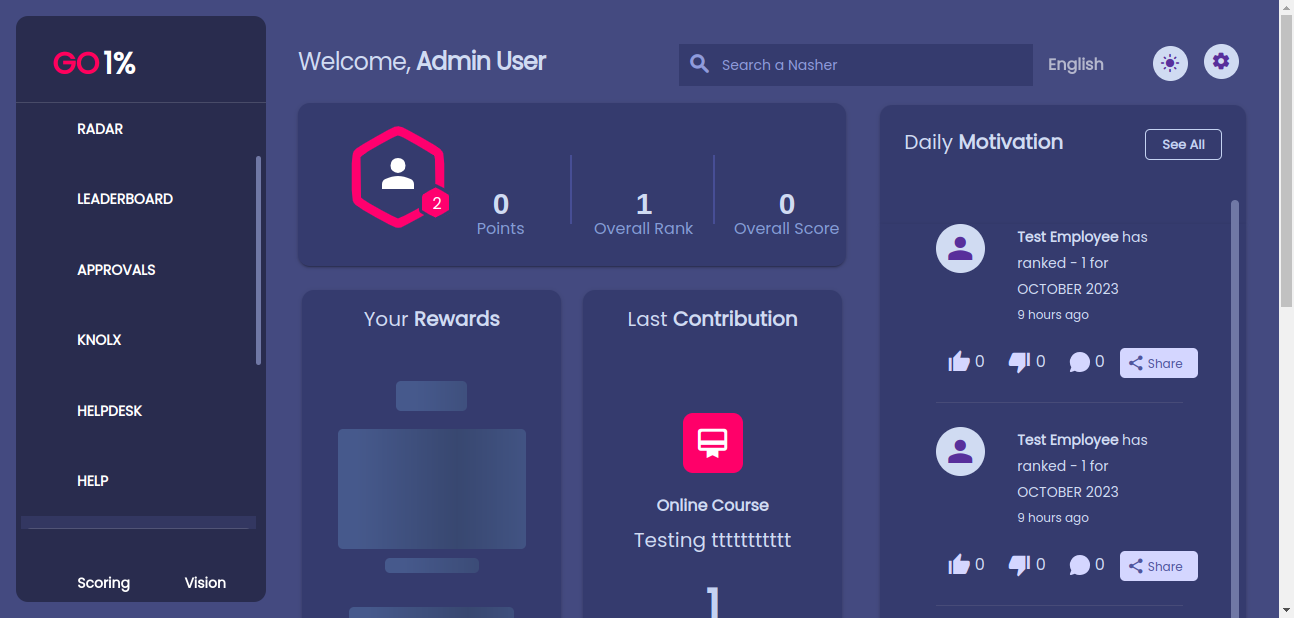 GO 1%
RADAR
LEADERBOARD
APPROVALS
KNOLX
HELPDESK
HELP
Scoring
Vision
Welcome, Admin User
Search a Nasher
English
2
0
Points
1
Overall Rank
0
Overall Score
Your Rewards
Last Contribution
Online Course
Testing ttttttttttt
1
Daily Motivation
See All
Test Employee has
ranked - 1 for
OCTOBER 2023
9 hours ago
0 0 0 Share
Test Employee has
ranked - 1 for
OCTOBER 2023
9 hours ago
0 0 0 Share